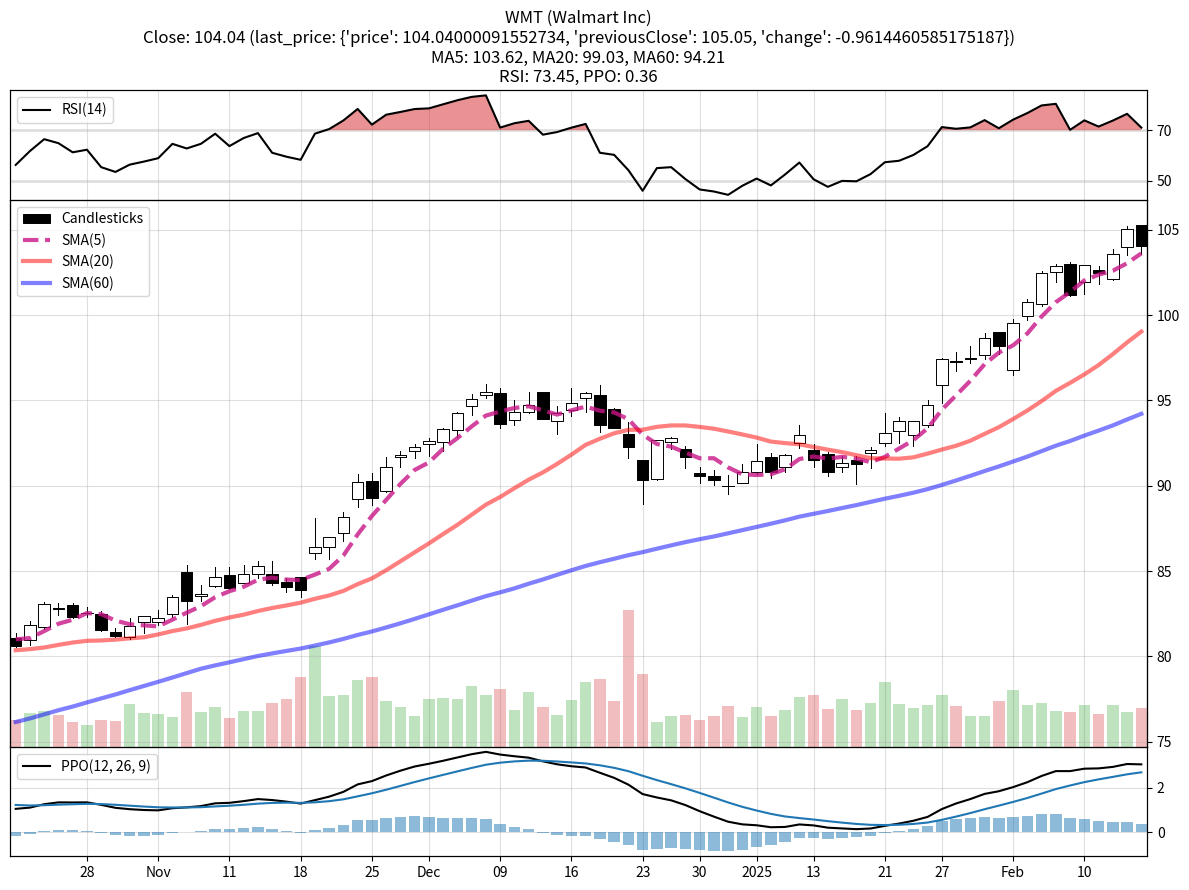 WMT (Walmart Inc)
Close: 104.04 (last_price: {'price': 104.04000091552734, 'previousClose': 105.05, 'change': -0.9614460585175187})
MA5: 103.62, MA20: 99.03, MA60: 94.21
RSI: 73.45, PPO: 0.36
RSI(14)
70
50
Candlesticks
SMA(5)
SMA(20)
SMA(60)
105
100
95
90
85
80
75
PPO(12, 26, 9)
2
0
28 Nov 11 18 25 Dec 09 16 23 30 2025 13 21 27 Feb 10